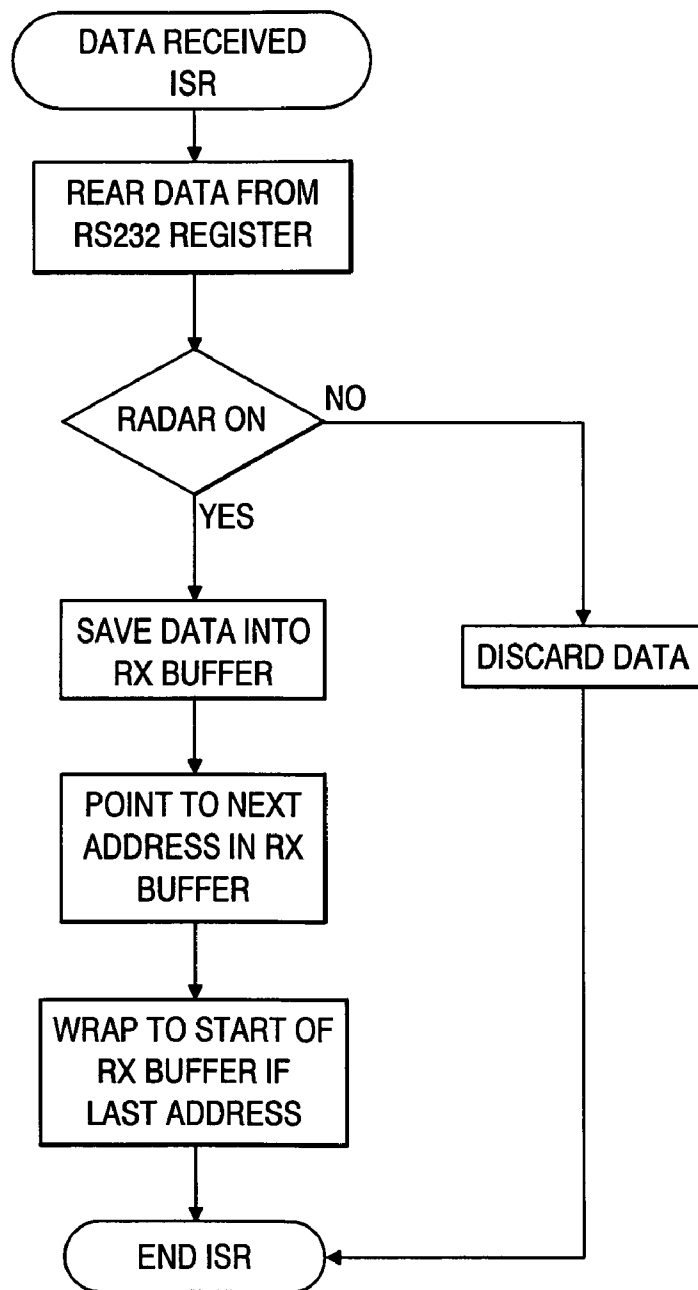 DATA RECEIVED
ISR
REAR DATA FROM
RS232 REGISTER
RADAR ON
NO
YES
SAVE DATA INTO
RX BUFFER
DISCARD DATA
POINT TO NEXT
ADDRESS IN RX
BUFFER
WRAP TO START OF
RX BUFFER IF
LAST ADDRESS
END ISR